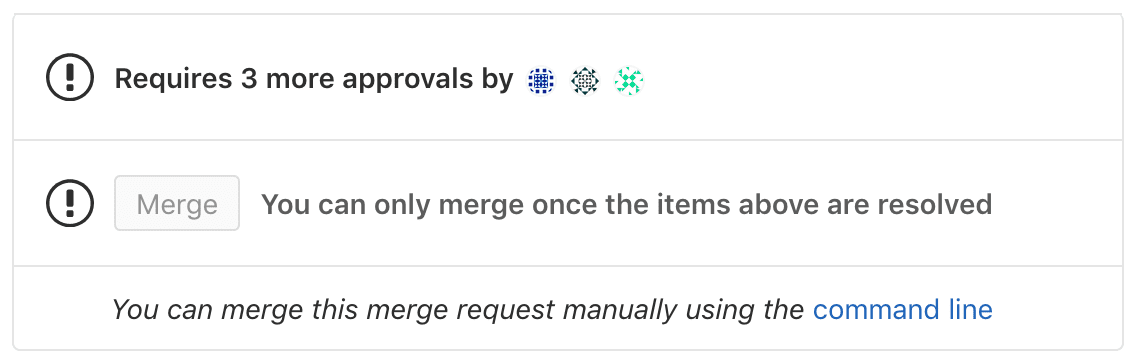 Requires 3 more approvals by
Merge You can only merge once the items above are resolved
You can merge this merge request manually using the command line